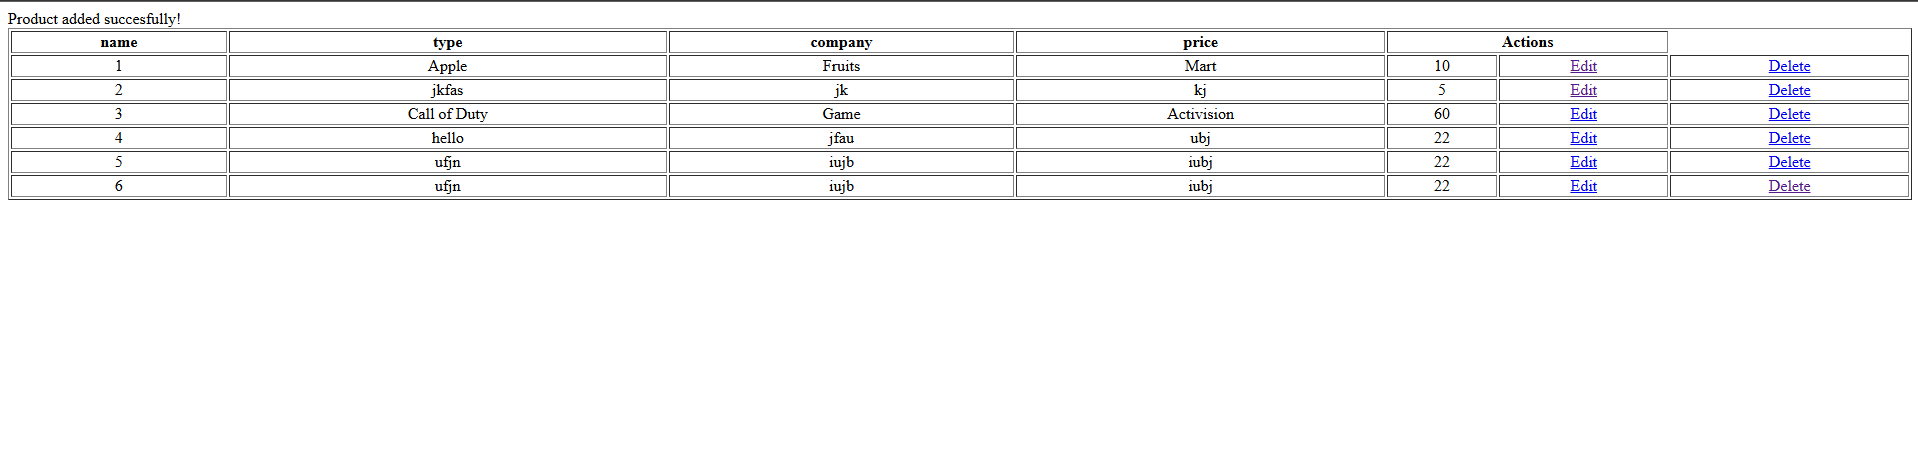 Product added succesfully!
name type company price Actions
1 Apple Fruits Mart 10 Edit Delete
2 jkfas jk kj 5 Edit Delete
3 Call of Duty Game Activision 60 Edit Delete
4 hello jfau ubj 22 Edit Delete
5 ufjn iujb iubj 22 Edit Delete
6 ufjn iujb iubj 22 Edit Delete